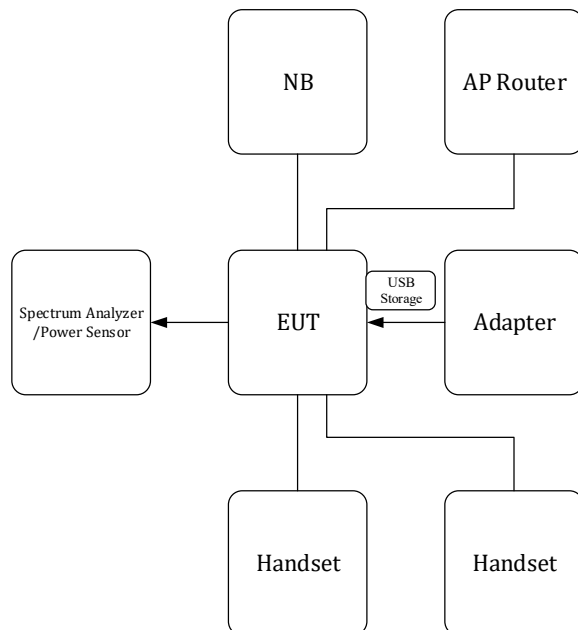 NB
AP Router
USB
Storage
Spectrum Analyzer
/Power Sensor
EUT
Adapter
Handset
Handset